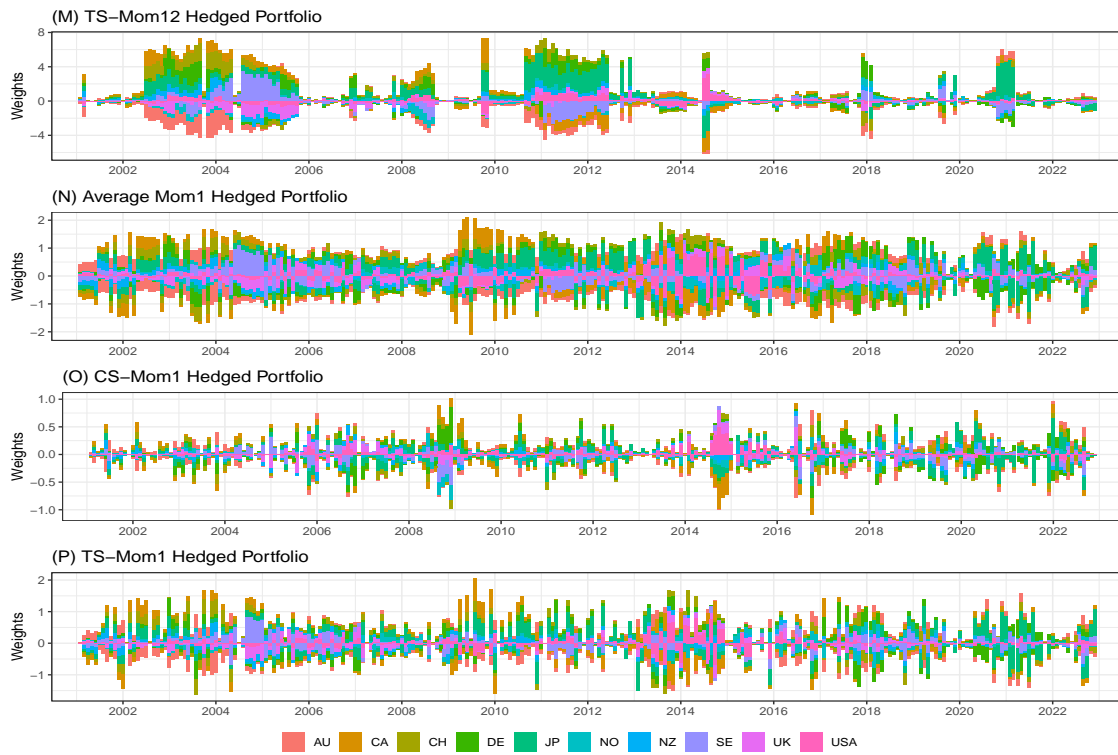 (M) TS−Mom12 Hedged Portfolio
Weights
8
4
0
−4
2002 2004 2006 2008 2010 2012 2014 2016 2018 2020 2022
(N) Average Mom1 Hedged Portfolio
Weights
2
1
0
−1
−2
2002 2004 2006 2008 2010 2012 2014 2016 2018 2020 2022
(O) CS−Mom1 Hedged Portfolio
Weights
1.0
0.5
0.0
−0.5
−1.0
2002 2004 2006 2008 2010 2012 2014 2016 2018 2020 2022
(P) TS−Mom1 Hedged Portfolio
Weights
2
1
0
−1
2002 2004 2006 2008 2010 2012 2014 2016 2018 2020 2022
AU CA CH DE JP NO NZ SE UK USA